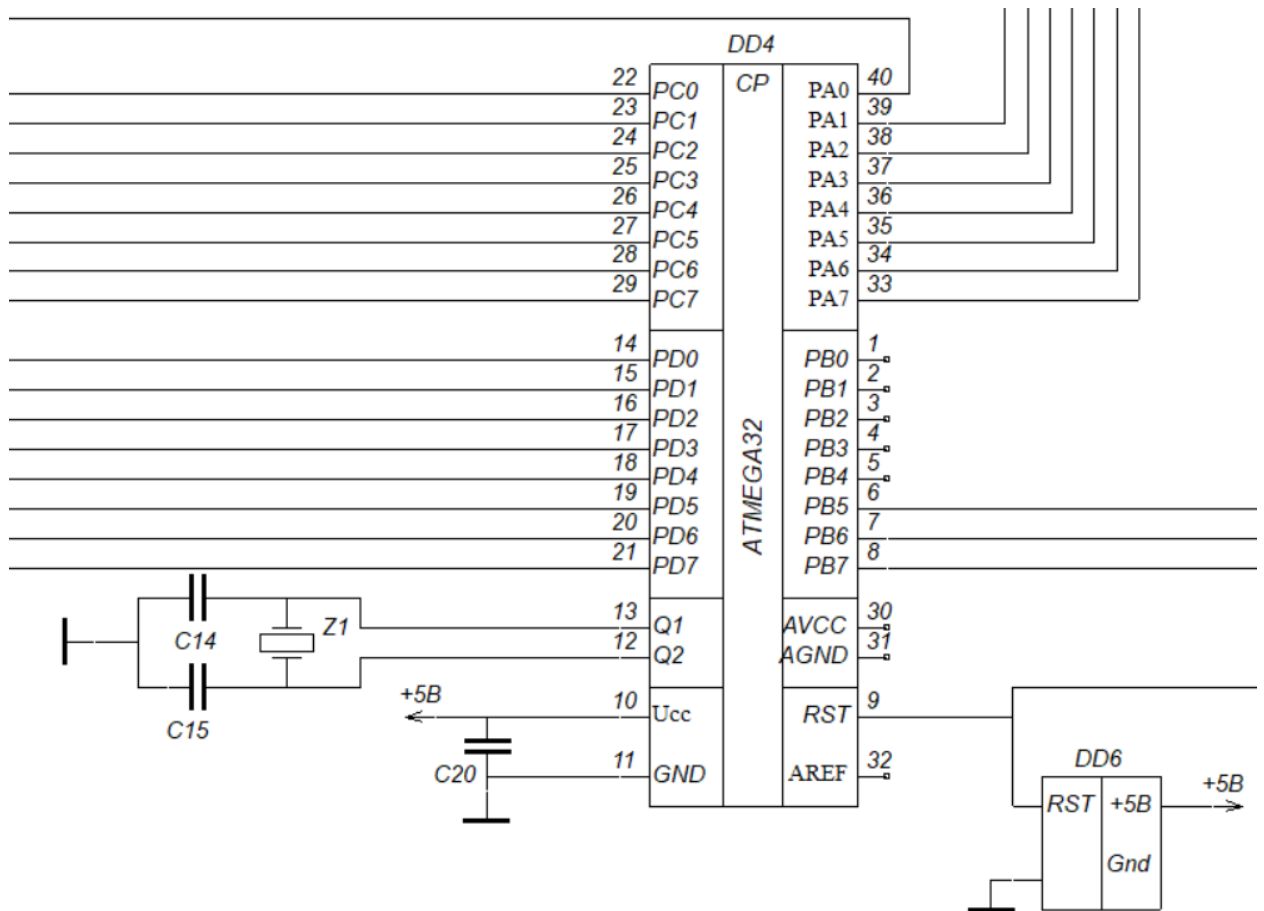 DD4
22 PC0 CP PA0 40
23 PC1 PA1 39
24 PC2 PA2 38
25 PC3 PA3 37
26 PC4 PA4 36
27 PC5 PA5 35
28 PC6 PA6 34
29 PC7 PA7 33
14 PD0 PB0 1
15 PD1 PB1 2
16 PD2 PB2 3
17 PD3 PB3 4
18 PD4 PB4 5
19 PD5 PB5 6
20 PD6 PB6 7
21 PD7 PB7 8
ATMEGA32
C14 Z1 13 Q1 AVCC 30
12 Q2 AGND 31
C15
+5В 10 Ucc RST 9
C20 11 GND AREF 32
DD6
RST +5В +5В
Gnd